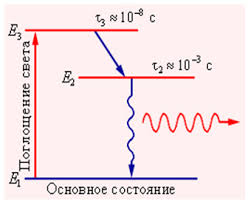 τ₃ ≈ 10⁻⁸ с
E₃
τ₂ ≈ 10⁻³ с
E₂
Поглощение света
E₁
Основное состояние